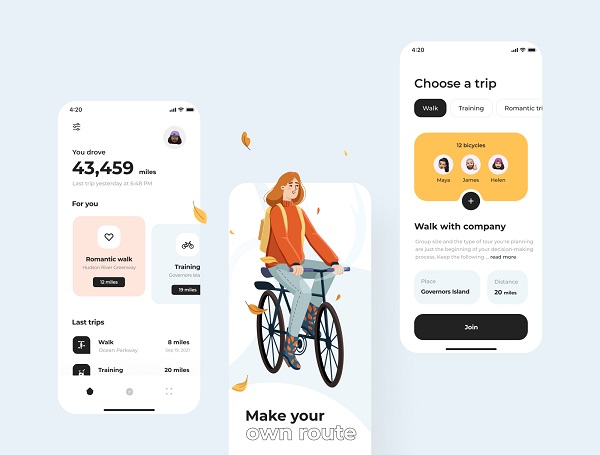 4:20
You drove
43,459 miles
Last trip yesterday at 6:48 PM
For you
Romantic walk
Hudson River Greenway
12 miles
Training
Governors Isla
19 miles
Last trips
Walk
8 miles
Ocean Parkway
Sep 19, 2021
Training
20 miles
Make your
own route
4:20
Choose a trip
Walk
Training
Romantic tri
12 bicycles
Maya
James
Helen
+
Walk with company
Group size and the type of tour you're planning
are just the beginning of your decision-making
process. Keep the following ... read more
Place
Governors Island
Distance
20 miles
Join